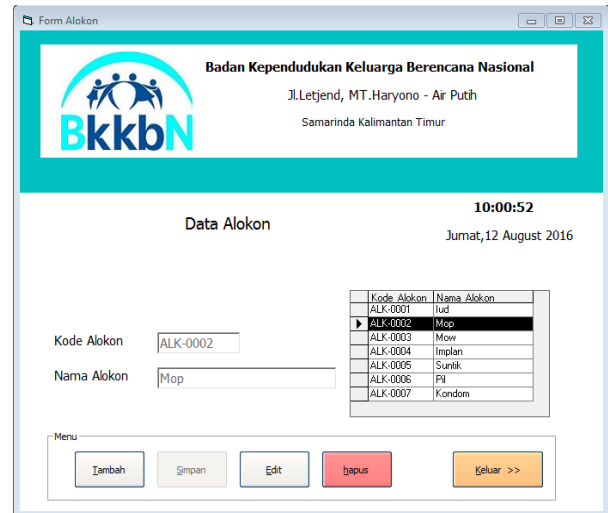 Form Alokon
BkkbN
Badan Kependudukan Keluarga Berencana Nasional
Jl.Letjend, MT.Haryono - Air Putih
Samarinda Kalimantan Timur
10:00:52
Data Alokon
Jumat,12 August 2016
Kode Alokon Nama Alokon
ALK-0001 Iud
ALK-0002 Mop
ALK-0003 Mow
ALK-0004 Implan
ALK-0005 Suntik
ALK-0006 Pil
ALK-0007 Kondom
Kode Alokon ALK-0002
Nama Alokon Mop
Menu
Tambah Simpan Edit hapus Keluar >>